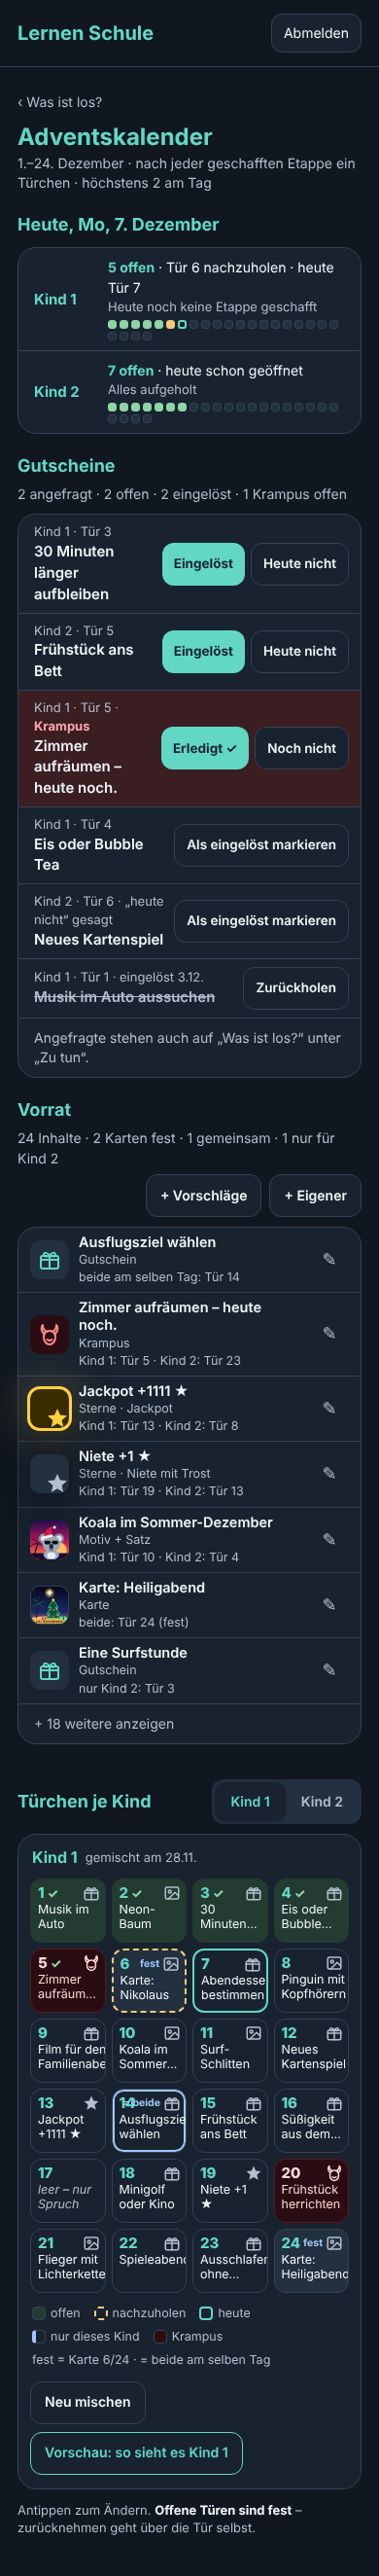 Lernen Schule
Abmelden
‹ Was ist los?
Adventskalender
1.–24. Dezember · nach jeder geschafften Etappe ein
Türchen · höchstens 2 am Tag
Heute, Mo, 7. Dezember
Kind 1
5 offen · Tür 6 nachzuholen · heute
Tür 7
Heute noch keine Etappe geschafft
Kind 2
7 offen · heute schon geöffnet
Alles aufgeholt
Gutscheine
2 angefragt · 2 offen · 2 eingelöst · 1 Krampus offen
Kind 1 · Tür 3
30 Minuten
länger
aufbleiben
Eingelöst
Heute nicht
Kind 2 · Tür 5
Frühstück ans
Bett
Eingelöst
Heute nicht
Kind 1 · Tür 5 ·
Krampus
Zimmer
aufräumen –
heute noch.
Erledigt ✓
Noch nicht
Kind 1 · Tür 4
Eis oder Bubble
Tea
Als eingelöst markieren
Kind 2 · Tür 6 · „heute
nicht“ gesagt
Neues Kartenspiel
Als eingelöst markieren
Kind 1 · Tür 1 · eingelöst 3.12.
Musik im Auto aussuchen
Zurückholen
Angefragte stehen auch auf „Was ist los?“ unter
„Zu tun“.
Vorrat
24 Inhalte · 2 Karten fest · 1 gemeinsam · 1 nur für
Kind 2
+ Vorschläge
+ Eigener
Ausflugsziel wählen
Gutschein
beide am selben Tag: Tür 14
✎
Zimmer aufräumen – heute
noch.
Krampus
Kind 1: Tür 5 · Kind 2: Tür 23
✎
Jackpot +1111 ★
Sterne · Jackpot
Kind 1: Tür 13 · Kind 2: Tür 8
✎
Niete +1 ★
Sterne · Niete mit Trost
Kind 1: Tür 19 · Kind 2: Tür 13
✎
Koala im Sommer-Dezember
Motiv + Satz
Kind 1: Tür 10 · Kind 2: Tür 4
✎
Karte: Heiligabend
Karte
beide: Tür 24 (fest)
✎
Eine Surfstunde
Gutschein
nur Kind 2: Tür 3
✎
+ 18 weitere anzeigen
Türchen je Kind
Kind 1
Kind 2
Kind 1 gemischt am 28.11.
1 ✓
Musik im
Auto
2 ✓
Neon-
Baum
3 ✓
30
Minuten...
4 ✓
Eis oder
Bubble...
5 ✓
Zimmer
aufräum...
6 fest
Karte:
Nikolaus
7
Abendesse
bestimmen
8
Pinguin mit
Kopfhörern
9
Film für den
Familienabe
10
Koala im
Sommer...
11
Surf-
Schlitten
12
Neues
Kartenspiel
13
Jackpot
+1111 ★
14 beide
Ausflugszie
wählen
15
Frühstück
ans Bett
16
Süßigkeit
aus dem...
17
leer – nur
Spruch
18
Minigolf
oder Kino
19
Niete +1
★
20
Frühstück
herrichten
21
Flieger mit
Lichterkette
22
Spieleabend
23
Ausschlafen
ohne...
24 fest
Karte:
Heiligabend
offen
nachzuholen
heute
nur dieses Kind
Krampus
fest = Karte 6/24 · = beide am selben Tag
Neu mischen
Vorschau: so sieht es Kind 1
Antippen zum Ändern. Offene Türen sind fest –
zurücknehmen geht über die Tür selbst.